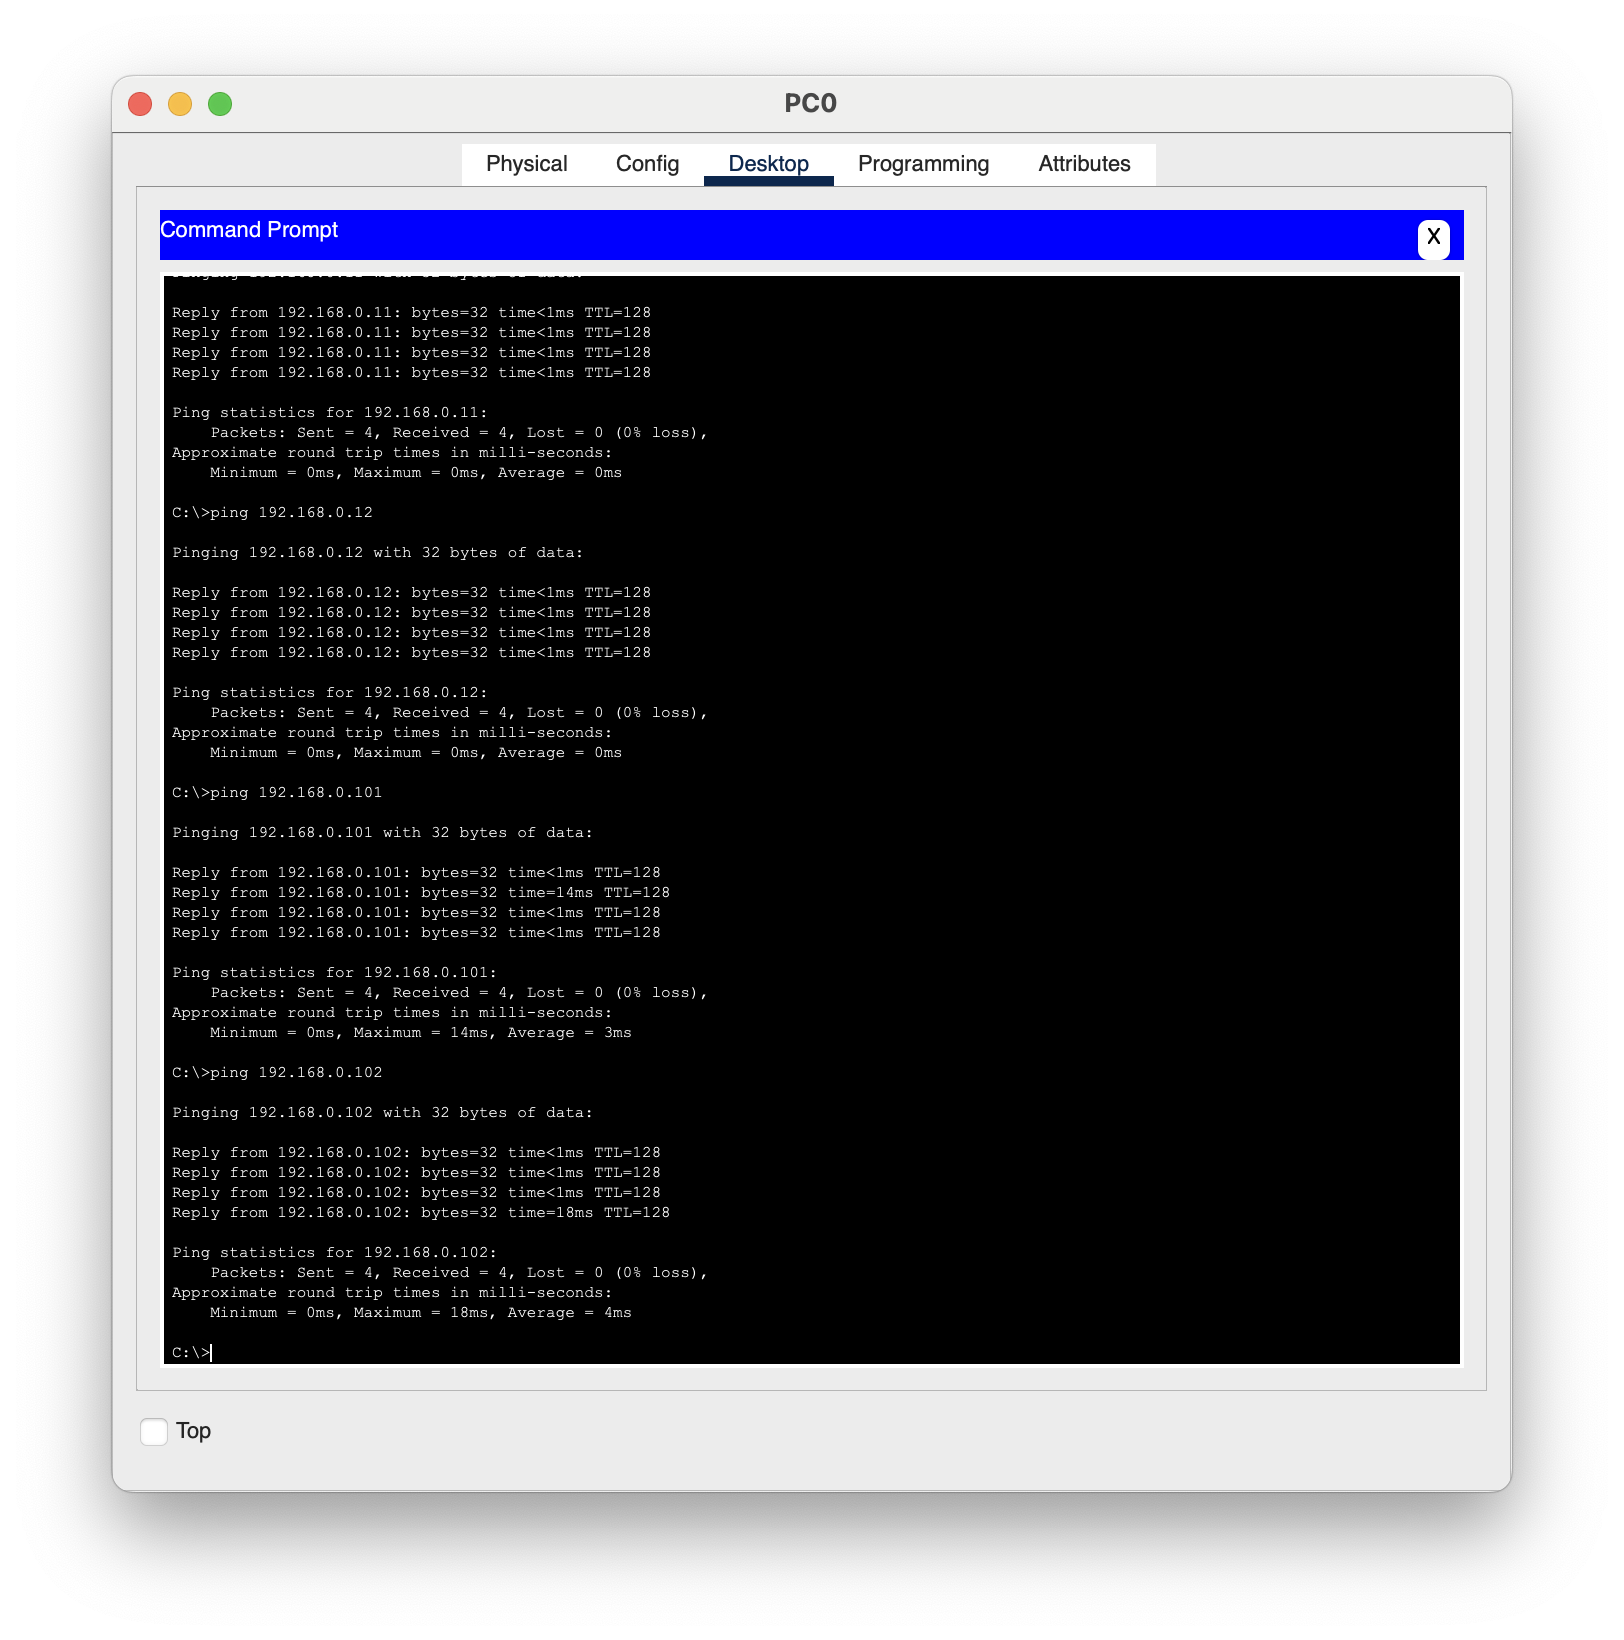 PC0
Physical Config Desktop Programming Attributes
Command Prompt X
Reply from 192.168.0.11: bytes=32 time<1ms TTL=128
Reply from 192.168.0.11: bytes=32 time<1ms TTL=128
Reply from 192.168.0.11: bytes=32 time<1ms TTL=128
Reply from 192.168.0.11: bytes=32 time<1ms TTL=128
Ping statistics for 192.168.0.11:
Packets: Sent = 4, Received = 4, Lost = 0 (0% loss),
Approximate round trip times in milli-seconds:
Minimum = 0ms, Maximum = 0ms, Average = 0ms
C:\>ping 192.168.0.12
Pinging 192.168.0.12 with 32 bytes of data:
Reply from 192.168.0.12: bytes=32 time<1ms TTL=128
Reply from 192.168.0.12: bytes=32 time<1ms TTL=128
Reply from 192.168.0.12: bytes=32 time<1ms TTL=128
Reply from 192.168.0.12: bytes=32 time<1ms TTL=128
Ping statistics for 192.168.0.12:
Packets: Sent = 4, Received = 4, Lost = 0 (0% loss),
Approximate round trip times in milli-seconds:
Minimum = 0ms, Maximum = 0ms, Average = 0ms
C:\>ping 192.168.0.101
Pinging 192.168.0.101 with 32 bytes of data:
Reply from 192.168.0.101: bytes=32 time<1ms TTL=128
Reply from 192.168.0.101: bytes=32 time=14ms TTL=128
Reply from 192.168.0.101: bytes=32 time<1ms TTL=128
Reply from 192.168.0.101: bytes=32 time<1ms TTL=128
Ping statistics for 192.168.0.101:
Packets: Sent = 4, Received = 4, Lost = 0 (0% loss),
Approximate round trip times in milli-seconds:
Minimum = 0ms, Maximum = 14ms, Average = 3ms
C:\>ping 192.168.0.102
Pinging 192.168.0.102 with 32 bytes of data:
Reply from 192.168.0.102: bytes=32 time<1ms TTL=128
Reply from 192.168.0.102: bytes=32 time<1ms TTL=128
Reply from 192.168.0.102: bytes=32 time<1ms TTL=128
Reply from 192.168.0.102: bytes=32 time=18ms TTL=128
Ping statistics for 192.168.0.102:
Packets: Sent = 4, Received = 4, Lost = 0 (0% loss),
Approximate round trip times in milli-seconds:
Minimum = 0ms, Maximum = 18ms, Average = 4ms
C:\>
Top